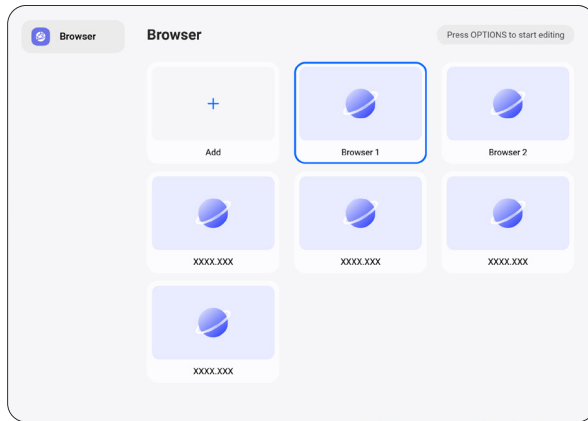 Browser
Browser
Press OPTIONS to start editing
Add
Browser 1
Browser 2
XXXX.XXX
XXXX.XXX
XXXX.XXX
XXXX.XXX